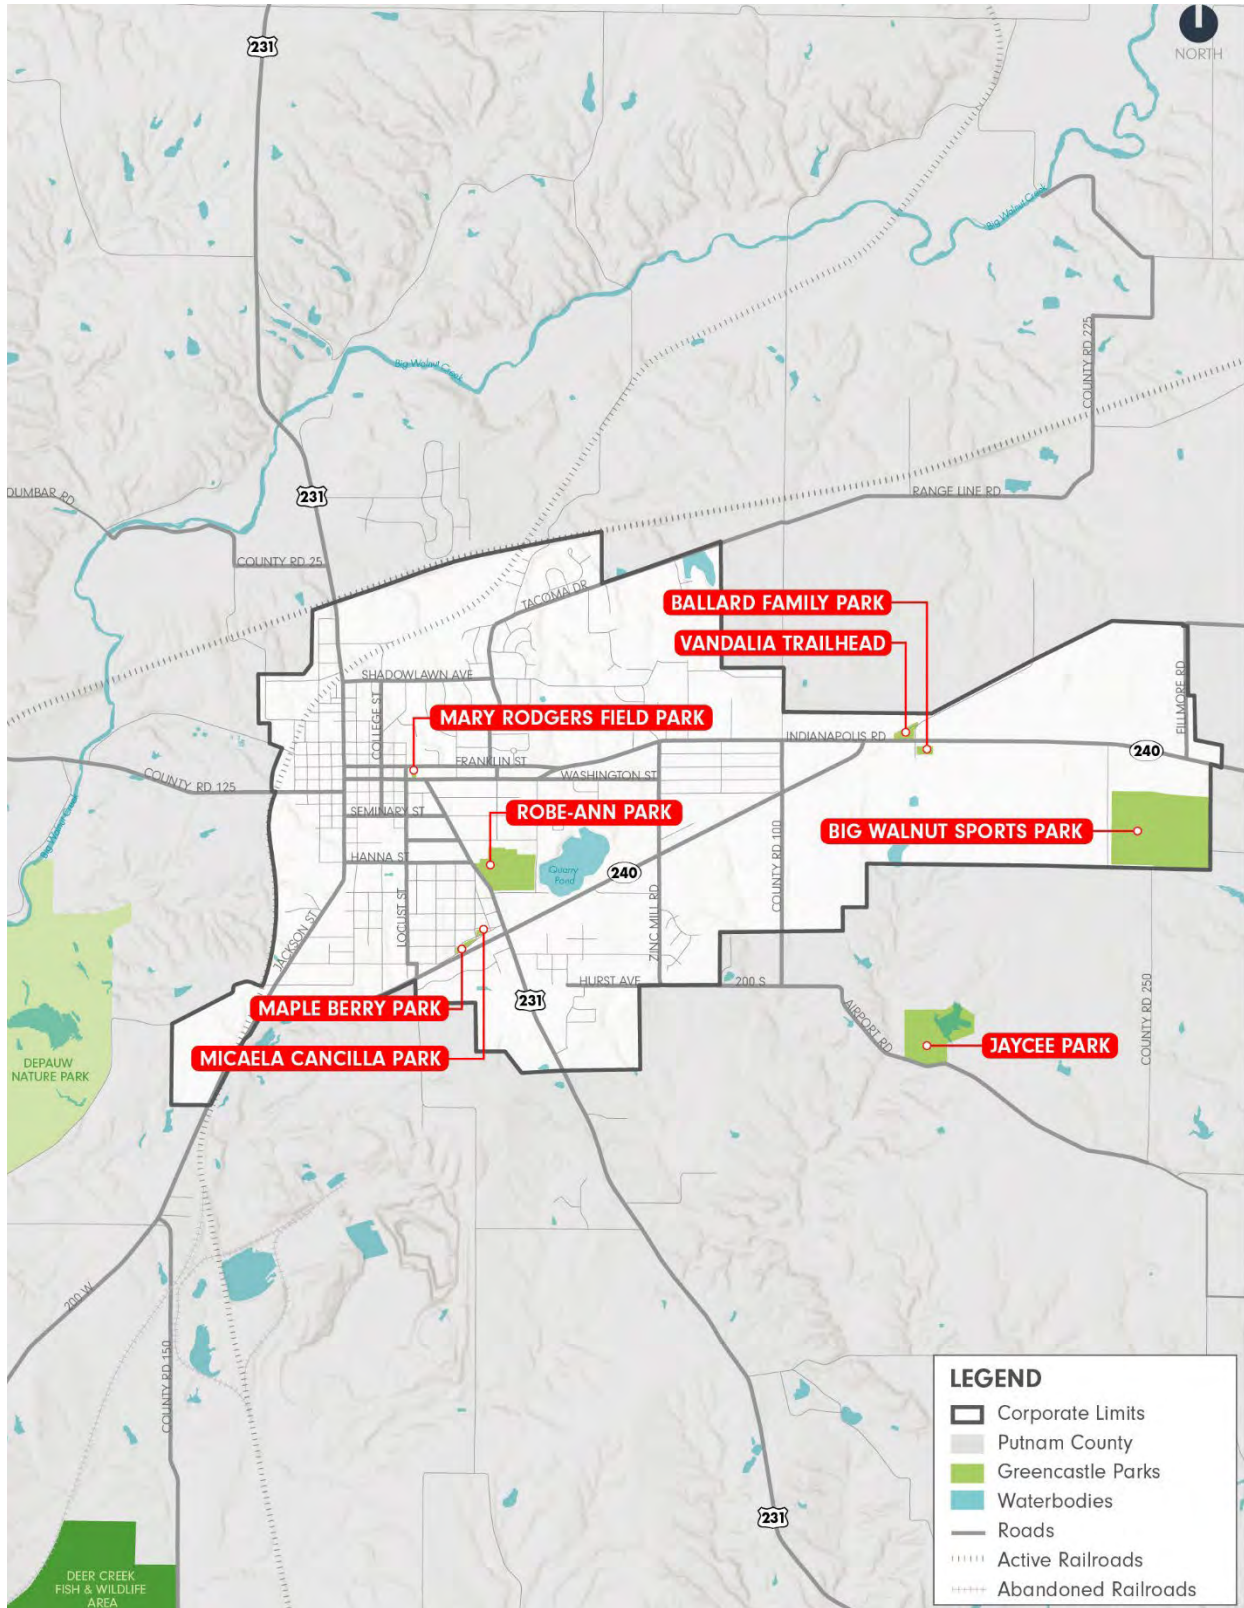 231
NORTH
Big Walnut Creek
Big Walnut Creek
COUNTY RD 225
DUMBAR RD
231
RANGE LINE RD
COUNTY RD 25
TACOMA DR
BALLARD FAMILY PARK
VANDALIA TRAILHEAD
SHADOWLAWN AVE
COLLEGE ST
FILLMORE RD
MARY RODGERS FIELD PARK
INDIANAPOLIS RD
240
FRANKLIN ST
COUNTY RD 125
WASHINGTON ST
SEMINARY ST
ROBE-ANN PARK
BIG WALNUT SPORTS PARK
Big Walnut Creek
HANNA ST
Quarry
Pond
240
COUNTY RD 100
LOCUST ST
ZINC MILL RD
JACKSON ST
HURST AVE
200 S
COUNTY RD 250
MAPLE BERRY PARK
231
AIRPORT RD
MICAELA CANCILLA PARK
JAYCEE PARK
DEPAUW
NATURE PARK
200 W
COUNTY RD 150
231
DEER CREEK
FISH & WILDLIFE
AREA
LEGEND
Corporate Limits
Putnam County
Greencastle Parks
Waterbodies
Roads
Active Railroads
Abandoned Railroads